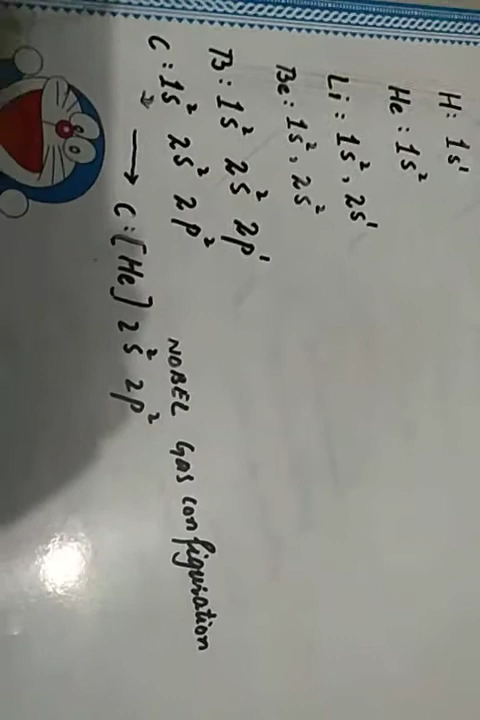 H: 1s¹
He: 1s²
Li: 1s², 2s¹
Be: 1s², 2s²
B: 1s² 2s² 2p¹
C: 1s² 2s² 2p²
NOBEL GAS configuration
→ C: [He] 2s² 2p²